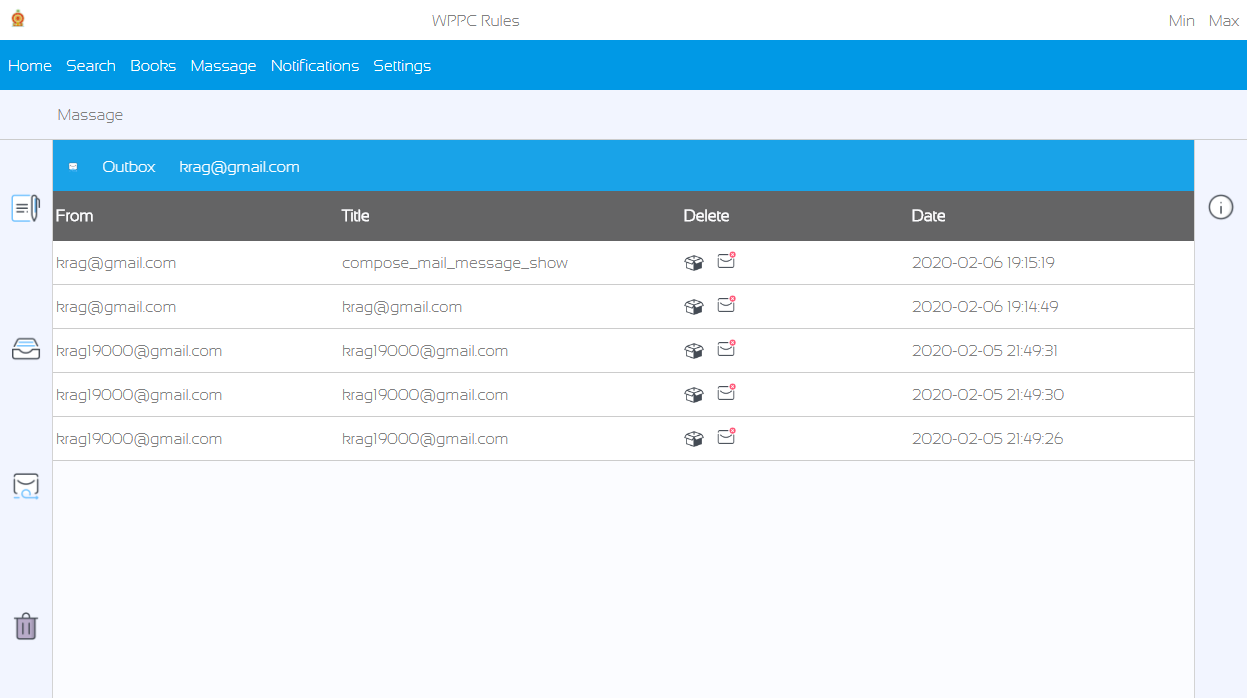 WPPC Rules Min Max
Home Search Books Massage Notifications Settings
Massage
Outbox krag@gmail.com
From Title Delete Date
krag@gmail.com compose_mail_message_show 2020-02-06 19:15:19
krag@gmail.com krag@gmail.com 2020-02-06 19:14:49
krag19000@gmail.com krag19000@gmail.com 2020-02-05 21:49:31
krag19000@gmail.com krag19000@gmail.com 2020-02-05 21:49:30
krag19000@gmail.com krag19000@gmail.com 2020-02-05 21:49:26